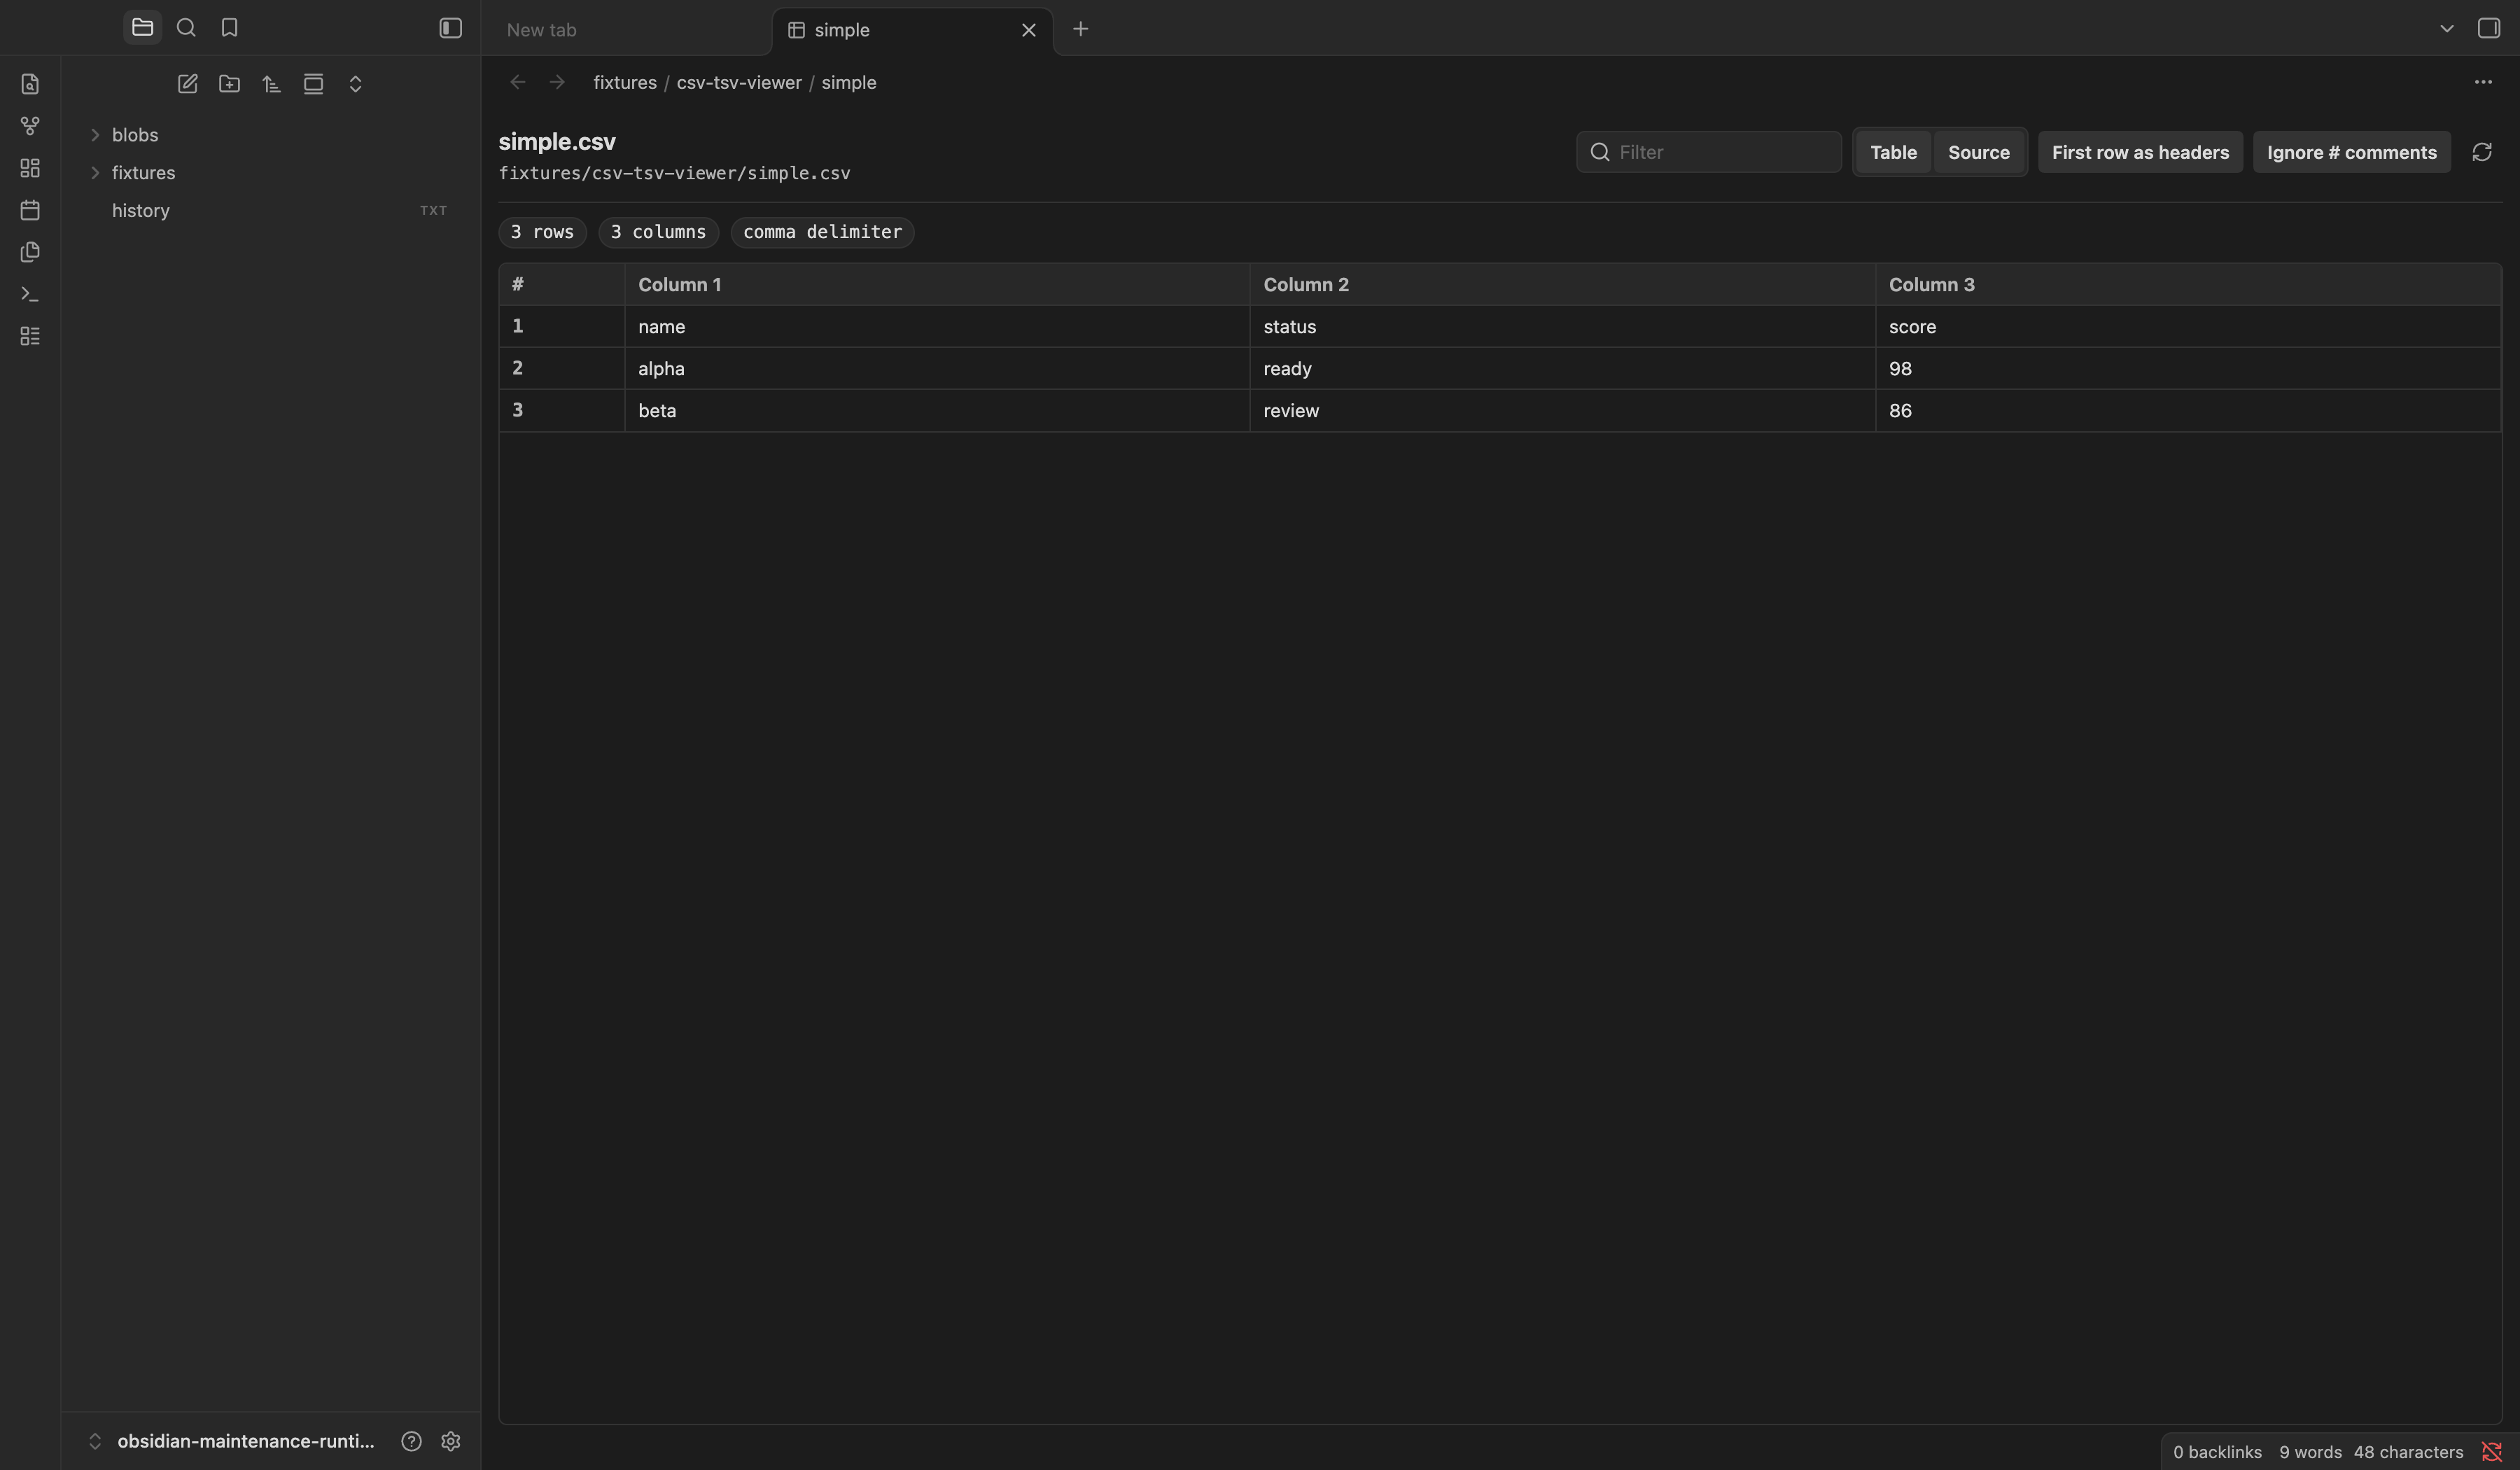 New tab
simple
blobs
fixtures
history TXT
fixtures / csv-tsv-viewer / simple
simple.csv
fixtures/csv-tsv-viewer/simple.csv
Filter
Table Source First row as headers Ignore # comments
3 rows 3 columns comma delimiter
# Column 1 Column 2 Column 3
1 name status score
2 alpha ready 98
3 beta review 86
obsidian-maintenance-runti...
0 backlinks 9 words 48 characters